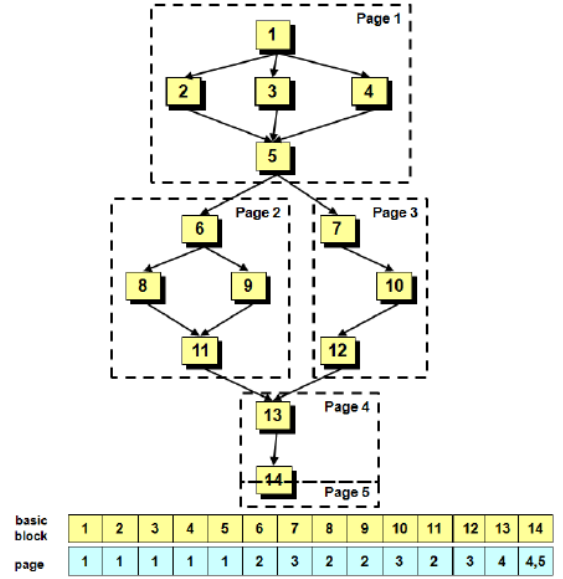 Page 1
1
2 3 4
5
Page 2 Page 3
6 7
8 9 10
11 12
Page 4
13
14
Page 5
basic block 1 2 3 4 5 6 7 8 9 10 11 12 13 14
page 1 1 1 1 1 2 3 2 2 3 2 3 4 4,5